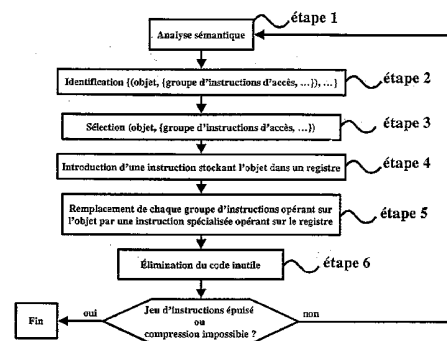 étape 1
Analyse sémantique
Identification {(objet, {groupe d'instructions d'accès, ...}), ...}
étape 2
Sélection (objet, {groupe d'instructions d'accès, ...})
étape 3
Introduction d'une instruction stockant l'objet dans un registre
étape 4
Remplacement de chaque groupe d'instructions opérant sur
l'objet par une instruction spécialisée opérant sur le registre
étape 5
Élimination du code inutile
étape 6
Jeu d'instructions épuisé
ou
compression impossible ?
oui
non
Fin